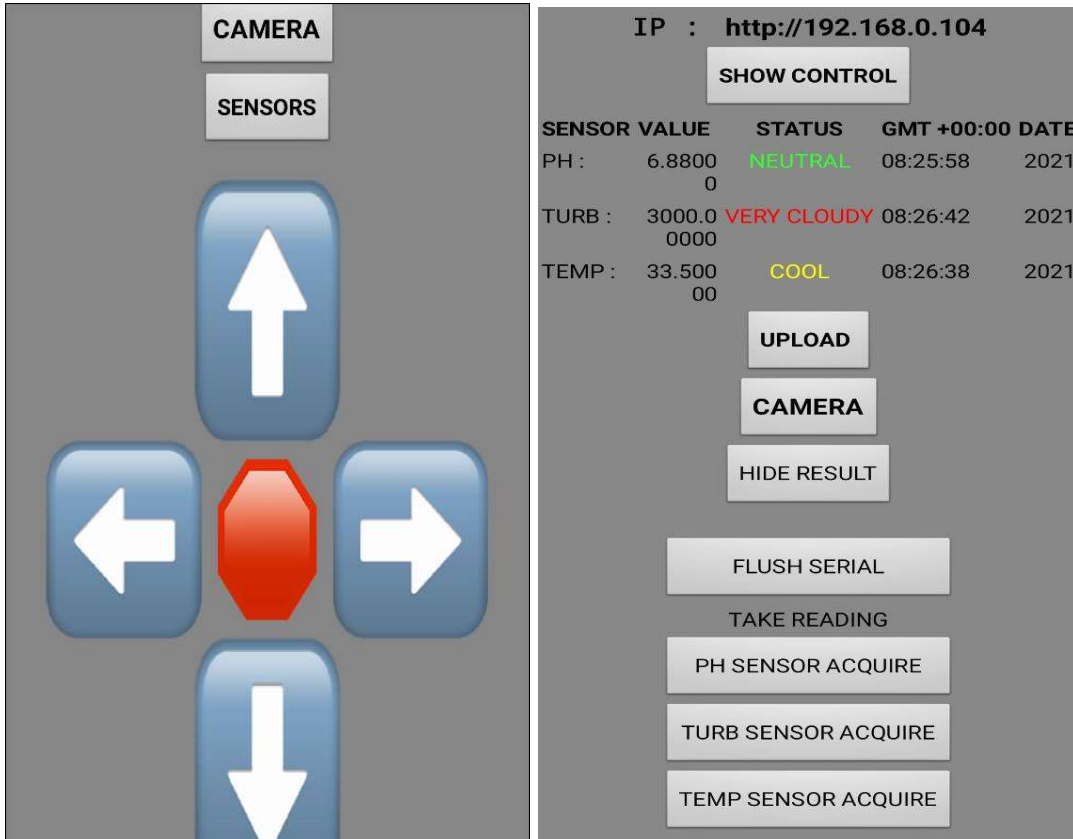 CAMERA
SENSORS
IP : http://192.168.0.104
SHOW CONTROL
SENSOR VALUE STATUS GMT +00:00 DATE
PH : 6.8800 NEUTRAL 08:25:58 2021
0
TURB : 3000.0 VERY CLOUDY 08:26:42 2021
0000
TEMP : 33.500 COOL 08:26:38 2021
00
UPLOAD
CAMERA
HIDE RESULT
FLUSH SERIAL
TAKE READING
PH SENSOR ACQUIRE
TURB SENSOR ACQUIRE
TEMP SENSOR ACQUIRE